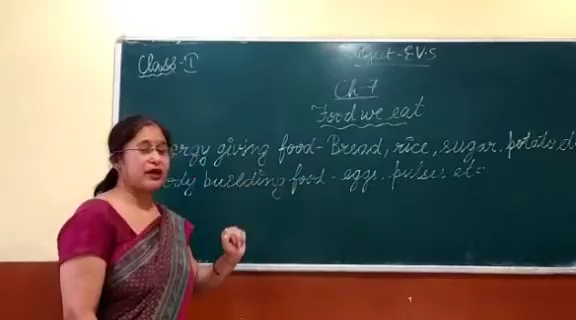 Class-I
Subject-E.V.S
Ch-7
Food we eat
ergy giving food-Bread, rice, sugar, potato, et
ody building food-eggs, pulses etc